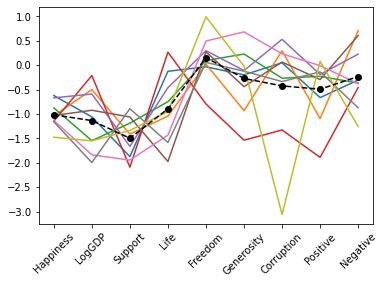 1.0
0.5
0.0
-0.5
-1.0
-1.5
-2.0
-2.5
-3.0
Happiness
LogGDP
Support
Life
Freedom
Generosity
Corruption
Positive
Negative